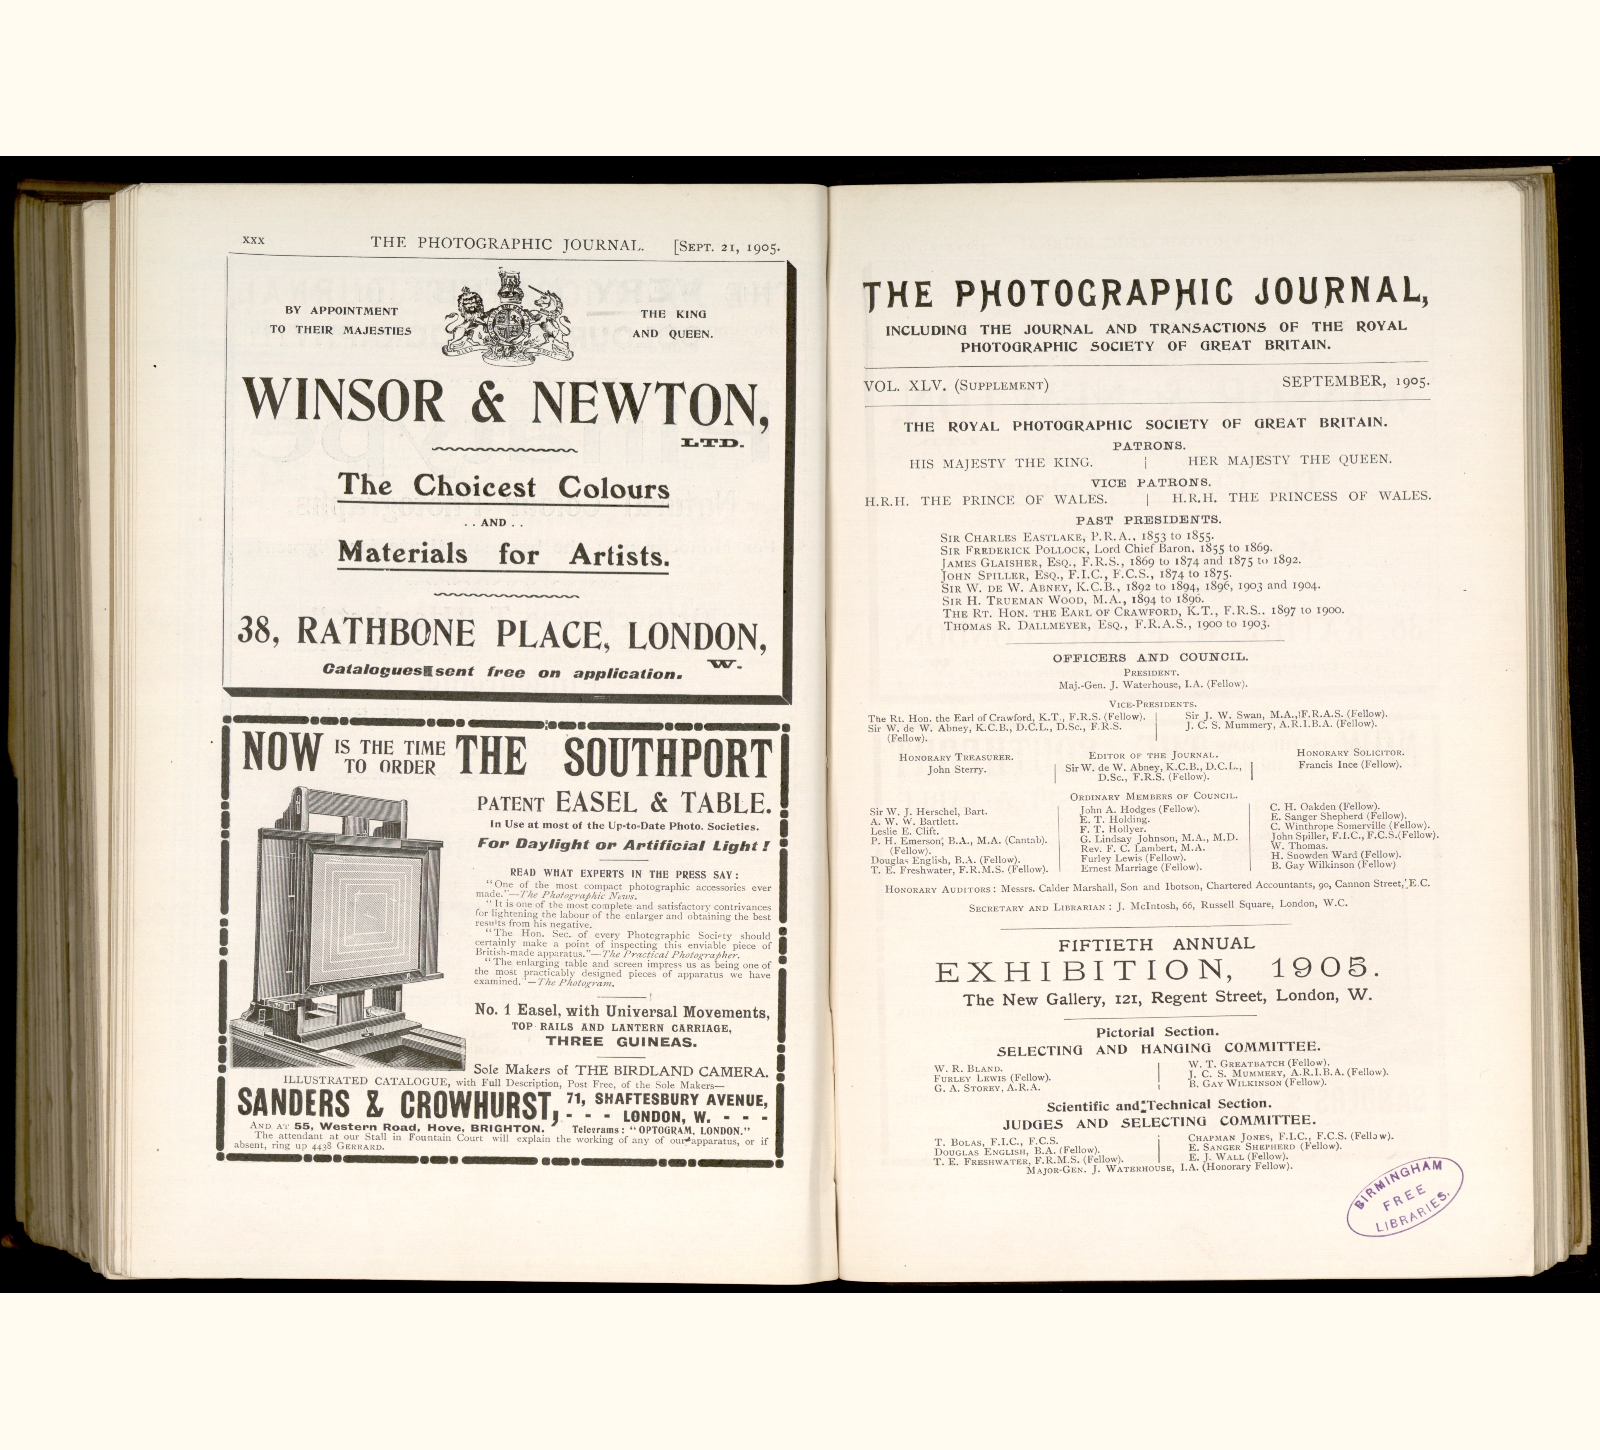 xxx THE PHOTOGRAPHIC JOURNAL. [SEPT. 21, 1905.
BY APPOINTMENT
TO THEIR MAJESTIES
THE KING
AND QUEEN.
WINSOR & NEWTON,
LTD.
The Choicest Colours
. . AND . .
Materials for Artists.
38, RATHBONE PLACE, LONDON,
W.
Catalogues sent free on application.
NOW IS THE TIME TO ORDER THE SOUTHPORT
PATENT EASEL & TABLE.
In Use at most of the Up-to-Date Photo. Societies.
For Daylight or Artificial Light!
READ WHAT EXPERTS IN THE PRESS SAY:
"One of the most compact photographic accessories ever
made."—The Photographic News.
"It is one of the most complete and satisfactory contrivances
for lightening the labour of the enlarger and obtaining the best
results from his negative.
"The Hon. Sec. of every Photographic Society should
certainly make a point of inspecting this enviable piece of
British-made apparatus."—The Practical Photographer.
"The enlarging table and screen impress us as being one of
the most practicably designed pieces of apparatus we have
examined."—The Photogram.
No. 1 Easel, with Universal Movements,
TOP RAILS AND LANTERN CARRIAGE,
THREE GUINEAS.
Sole Makers of THE BIRDLAND CAMERA.
ILLUSTRATED CATALOGUE, with Full Description, Post Free, of the Sole Makers—
SANDERS & CROWHURST, 71, SHAFTESBURY AVENUE,
- - - LONDON, W. - - -
AND AT 55, Western Road, Hove, BRIGHTON. Telegrams: "OPTOGRAM, LONDON."
The attendant at our Stall in Fountain Court will explain the working of any of our apparatus, or if
absent, ring up 4438 GERRARD.
THE PHOTOGRAPHIC JOURNAL,
INCLUDING THE JOURNAL AND TRANSACTIONS OF THE ROYAL
PHOTOGRAPHIC SOCIETY OF GREAT BRITAIN.
VOL. XLV. (SUPPLEMENT) SEPTEMBER, 1905.
THE ROYAL PHOTOGRAPHIC SOCIETY OF GREAT BRITAIN.
PATRONS.
HIS MAJESTY THE KING. | HER MAJESTY THE QUEEN.
VICE PATRONS.
H.R.H. THE PRINCE OF WALES. | H.R.H. THE PRINCESS OF WALES.
PAST PRESIDENTS.
SIR CHARLES EASTLAKE, P.R.A., 1853 to 1855.
SIR FREDERICK POLLOCK, Lord Chief Baron, 1855 to 1869.
JAMES GLAISHER, ESQ., F.R.S., 1869 to 1874 and 1875 to 1892.
JOHN SPILLER, ESQ., F.I.C., F.C.S., 1874 to 1875.
SIR W. DE W. ABNEY, K.C.B., 1892 to 1894, 1896, 1903 and 1904.
SIR H. TRUEMAN WOOD, M.A., 1894 to 1896.
THE RT. HON. THE EARL OF CRAWFORD, K.T., F.R.S., 1897 to 1900.
THOMAS R. DALLMEYER, ESQ., F.R.A.S., 1900 to 1903.
OFFICERS AND COUNCIL.
PRESIDENT.
Maj.-Gen. J. Waterhouse, I.A. (Fellow).
VICE-PRESIDENTS.
The Rt. Hon. the Earl of Crawford, K.T., F.R.S. (Fellow).
Sir W. de W. Abney, K.C.B., D.C.L., D.Sc., F.R.S.
(Fellow).
Sir J. W. Swan, M.A., F.R.A.S. (Fellow).
J. C. S. Mummery, A.R.I.B.A. (Fellow).
HONORARY TREASURER.
John Sterry.
EDITOR OF THE JOURNAL.
Sir W. de W. Abney, K.C.B., D.C.L.,
D.Sc., F.R.S. (Fellow).
HONORARY SOLICITOR.
Francis Ince (Fellow).
ORDINARY MEMBERS OF COUNCIL.
Sir W. J. Herschel, Bart.
A. W. W. Bartlett.
Leslie E. Clift.
P. H. Emerson, B.A., M.A. (Cantab).
(Fellow).
Douglas English, B.A. (Fellow).
T. E. Freshwater, F.R.M.S. (Fellow).
John A. Hodges (Fellow).
E. T. Holding.
F. T. Hollyer.
G. Lindsay Johnson, M.A., M.D.
Rev. F. C. Lambert, M.A.
Furley Lewis (Fellow).
Ernest Marriage (Fellow).
C. H. Oakden (Fellow).
E. Sanger Shepherd (Fellow).
C. Winthrope Somerville (Fellow).
John Spiller, F.I.C., F.C.S. (Fellow).
W. Thomas.
H. Snowden Ward (Fellow).
B. Gay Wilkinson (Fellow)
HONORARY AUDITORS: Messrs. Calder Marshall, Son and Ibotson, Chartered Accountants, 90, Cannon Street, E.C.
SECRETARY AND LIBRARIAN: J. McIntosh, 66, Russell Square, London, W.C.
FIFTIETH ANNUAL
EXHIBITION, 1905.
The New Gallery, 121, Regent Street, London, W.
Pictorial Section.
SELECTING AND HANGING COMMITTEE.
W. R. BLAND.
FURLEY LEWIS (Fellow).
G. A. STOREY, A.R.A.
W. T. GREATBATCH (Fellow).
J. C. S. MUMMERY, A.R.I.B.A. (Fellow).
B. GAY WILKINSON (Fellow).
Scientific and Technical Section.
JUDGES AND SELECTING COMMITTEE.
T. BOLAS, F.I.C., F.C.S.
DOUGLAS ENGLISH, B.A. (Fellow).
T. E. FRESHWATER, F.R.M.S. (Fellow).
CHAPMAN JONES, F.I.C., F.C.S. (Fellow).
E. SANGER SHEPHERD (Fellow).
E. J. WALL (Fellow).
MAJOR-GEN. J. WATERHOUSE, I.A. (Honorary Fellow).
BIRMINGHAM
FREE
LIBRARIES.